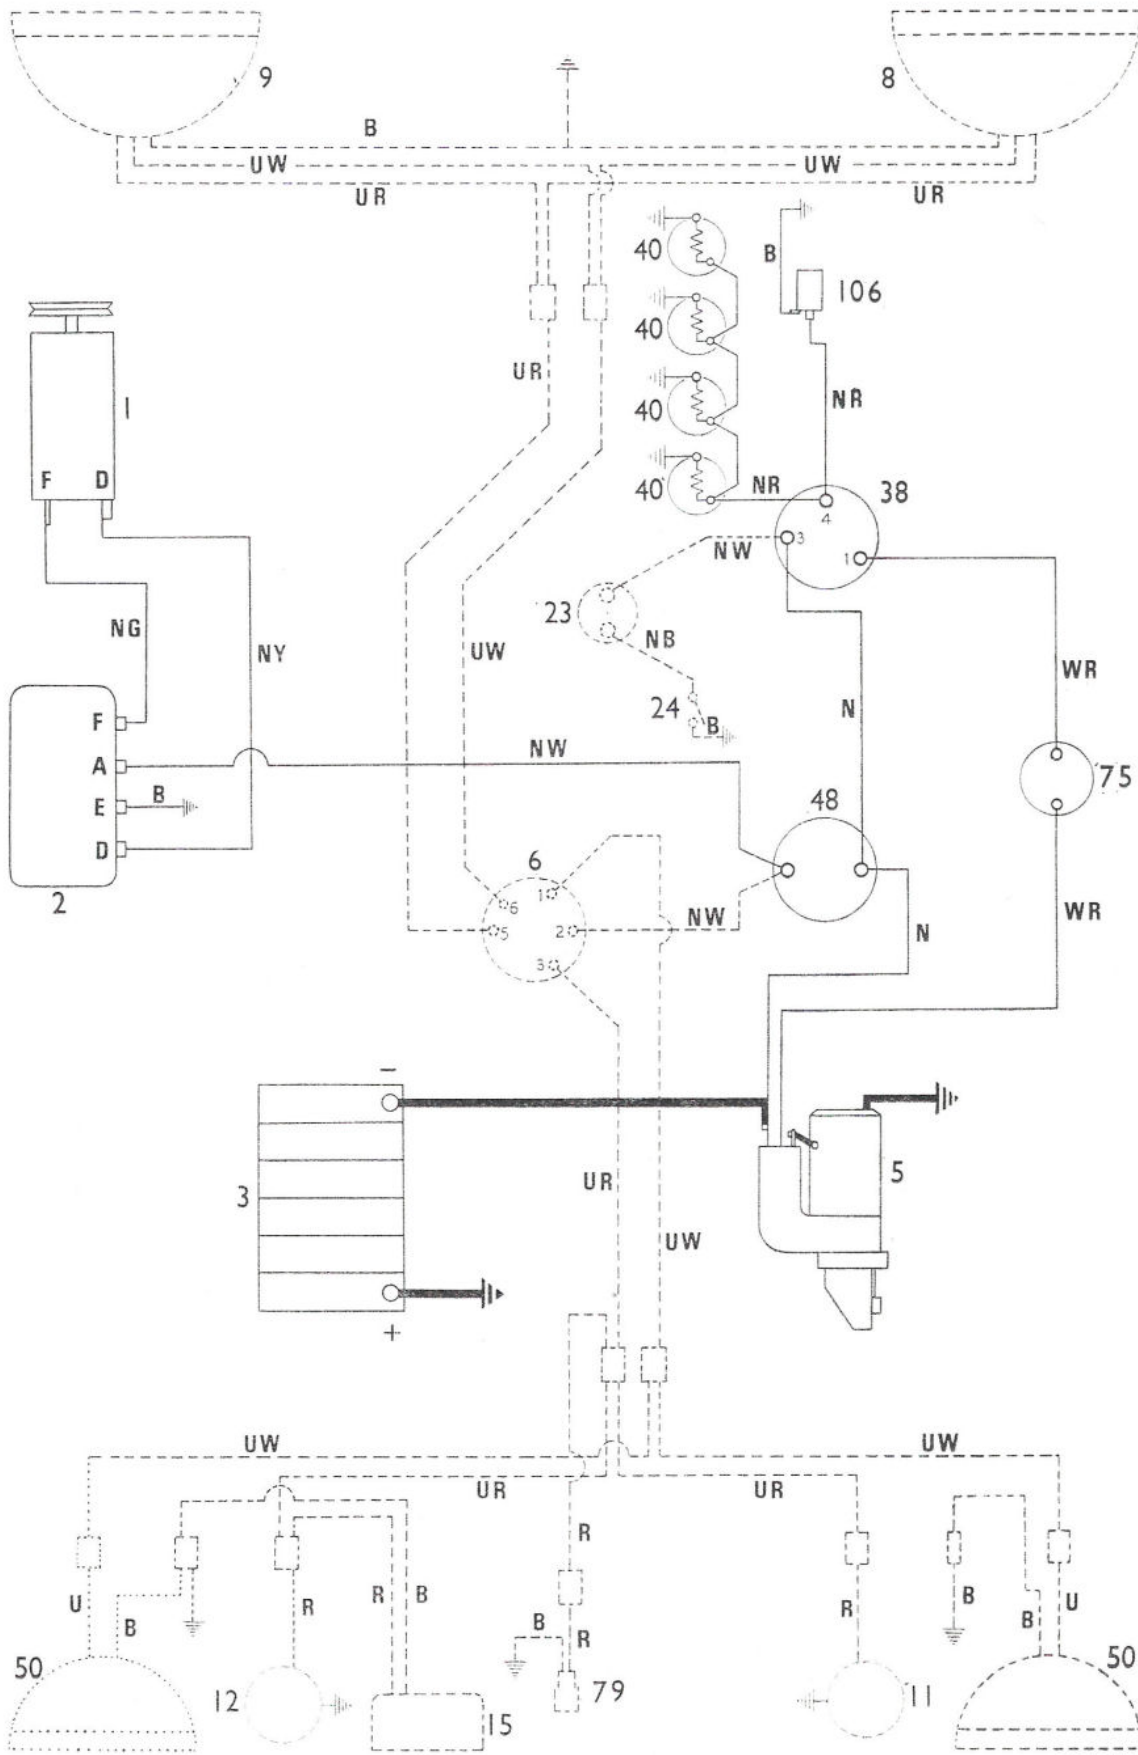 9
8
B
UW
UW
UR
UR
40
B
106
1
40
UR
40
NR
F D
40
NR
38
4
3
1
NW
23
NG
NY
UW
NB
WR
F
24
B
N
A
NW
75
E
B
48
D
6
2
1
6
5
2
NW
WR
N
3
−
3
UR
5
UW
+
UW
UW
UR
UR
R
U
B
R
R
B
B
R
R
B
B
U
50
12
15
79
11
50